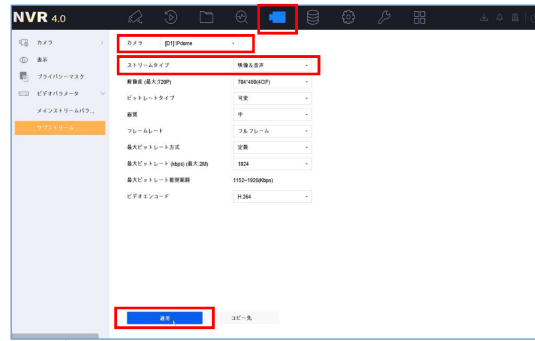 NVR 4.0
カメラ
表示
プライバシーマスク
ビデオパラメータ
メインストリームパラ...
サブストリーム
カメラ [D1] IPdome
ストリームタイプ 映像&音声
解像度 (最大:720P) 704*480(4CIF)
ビットレートタイプ 可変
画質 中
フレームレート フルフレーム
最大ビットレート方式 定義
最大ビットレート (kbps) (最大:2M) 1024
最大ビットレート推奨範囲 1152~1920(Kbps)
ビデオエンコード H.264
適用 コピー先